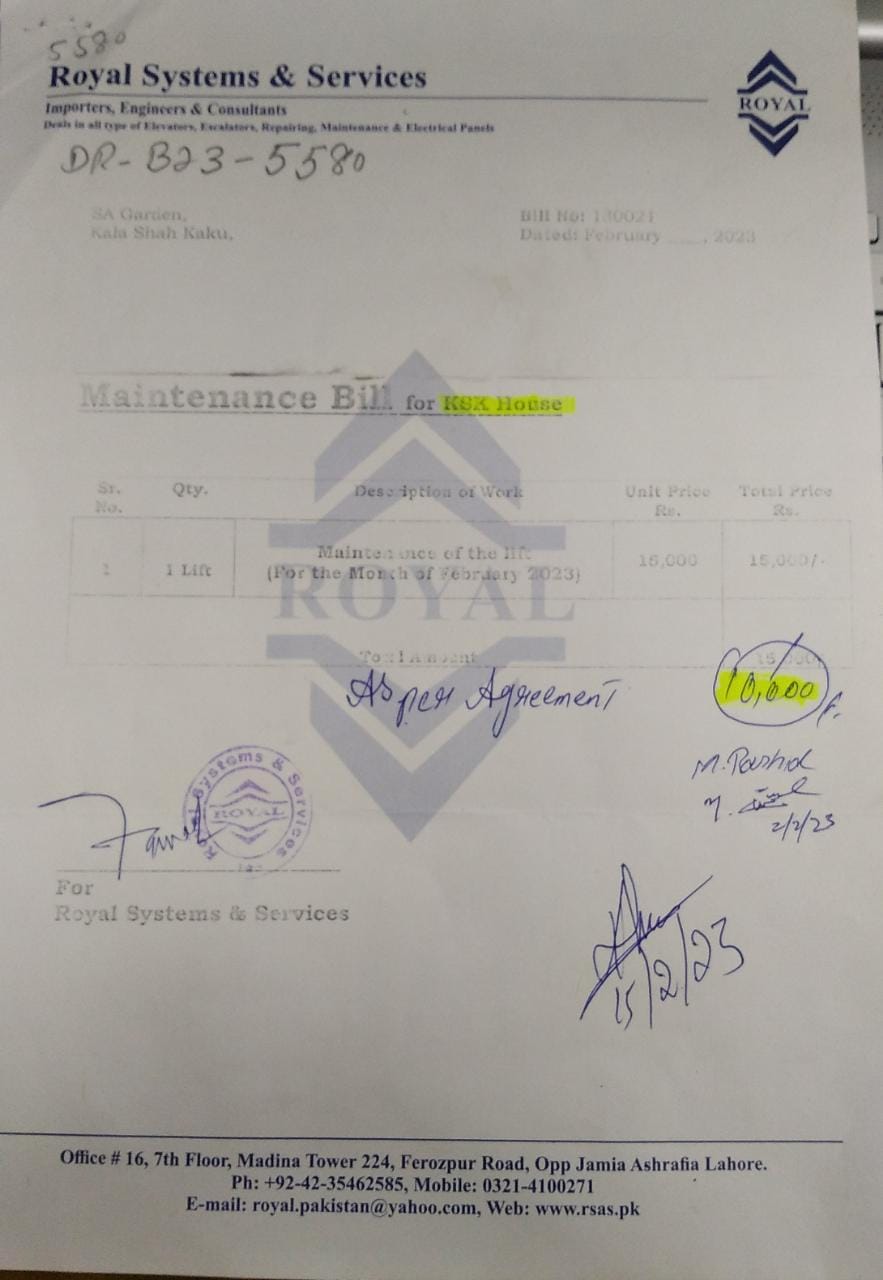 5580
Royal Systems & Services
Importers, Engineers & Consultants
Deals in all type of Elevators, Escalators, Repairing, Maintenance & Electrical Panels
ROYAL
DR-B23-5580
SA Garden,
Kala Shah Kaku,
Bill No: 130021
Dated: February ____, 2023
Maintenance Bill for KSK House
Sr. No. Qty. Description of Work Unit Price Rs. Total Price Rs.
1 1 Lift Maintenance of the lift 15,000 15,000/-
(For the Month of February 2023)
ROYAL
Total Amount 15,000/
As per Agreement 10,000
M. Rashid
2/2/23
Royal Systems & Services
ROYAL
15/2/23
For
Royal Systems & Services
Office # 16, 7th Floor, Madina Tower 224, Ferozpur Road, Opp Jamia Ashrafia Lahore.
Ph: +92-42-35462585, Mobile: 0321-4100271
E-mail: royal.pakistan@yahoo.com, Web: www.rsas.pk